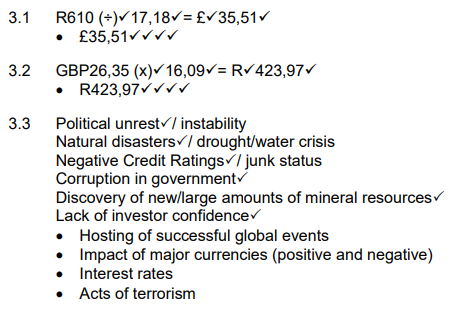 3.1 R610 (÷)✓17,18✓= £✓35,51✓
• £35,51✓✓✓✓
3.2 GBP26,35 (x)✓16,09✓= R✓423,97✓
• R423,97✓✓✓✓
3.3 Political unrest✓/ instability
Natural disasters✓/ drought/water crisis
Negative Credit Ratings✓/ junk status
Corruption in government✓
Discovery of new/large amounts of mineral resources✓
Lack of investor confidence✓
• Hosting of successful global events
• Impact of major currencies (positive and negative)
• Interest rates
• Acts of terrorism